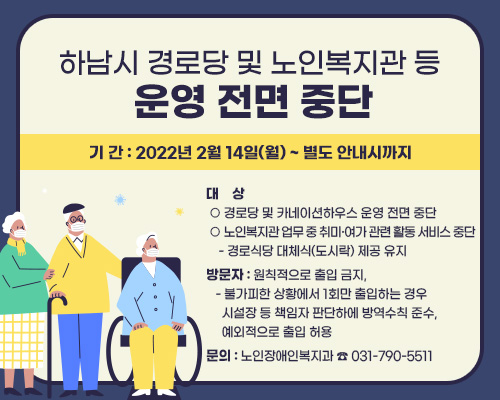 하남시 경로당 및 노인복지관 등
운영 전면 중단
기 간 : 2022년 2월 14일(월) ~ 별도 안내시까지
대 상
○ 경로당 및 카네이션하우스 운영 전면 중단
○ 노인복지관 업무 중 취미·여가 관련 활동 서비스 중단
- 경로식당 대체식(도시락) 제공 유지
방문자 : 원칙적으로 출입 금지,
- 불가피한 상황에서 1회만 출입하는 경우
시설장 등 책임자 판단하에 방역수칙 준수,
예외적으로 출입 허용
문의 : 노인장애인복지과 ☎ 031-790-5511